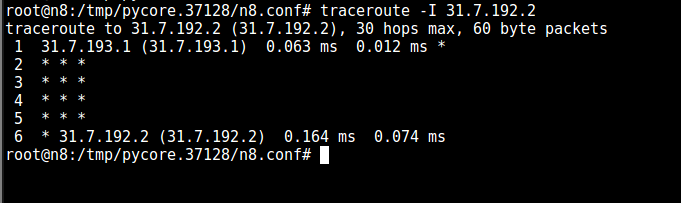 root@n8:/tmp/pycore.37128/n8.conf# traceroute -I 31.7.192.2
traceroute to 31.7.192.2 (31.7.192.2), 30 hops max, 60 byte packets
 1  31.7.193.1 (31.7.193.1)  0.063 ms  0.012 ms *
 2  * * *
 3  * * *
 4  * * *
 5  * * *
 6  * 31.7.192.2 (31.7.192.2)  0.164 ms  0.074 ms
root@n8:/tmp/pycore.37128/n8.conf#